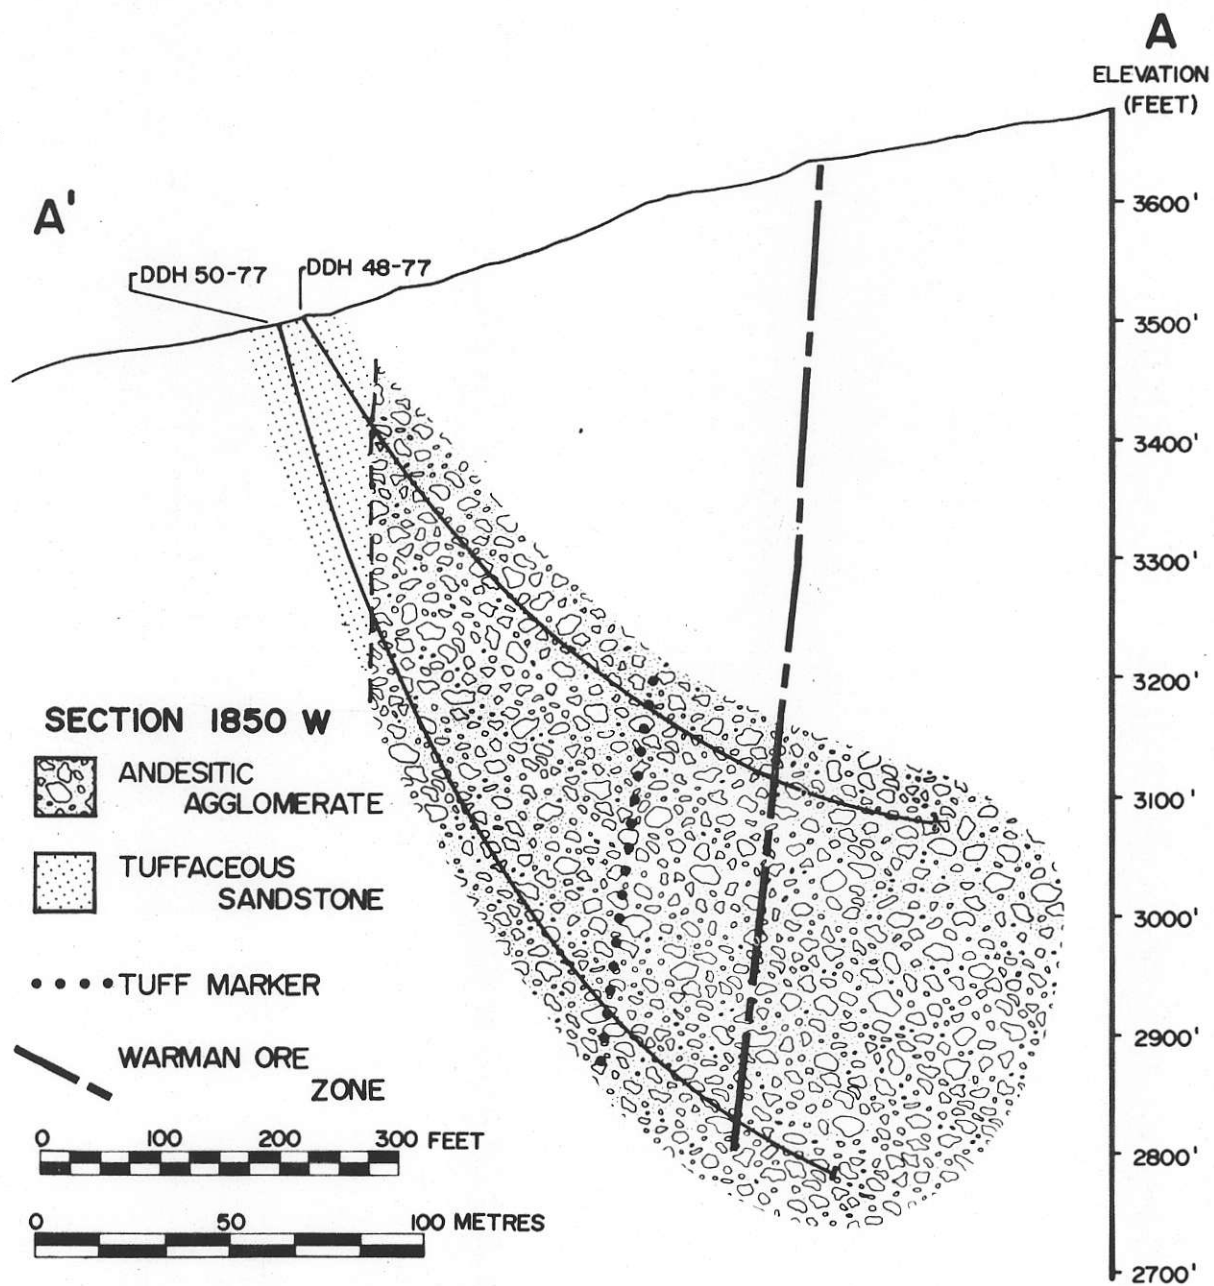 A
ELEVATION
(FEET)
A'
DDH 50-77
DDH 48-77
3600'
3500'
3400'
3300'
3200'
3100'
3000'
2900'
2800'
2700'
SECTION 1850 W
ANDESITIC
AGGLOMERATE
TUFFACEOUS
SANDSTONE
TUFF MARKER
WARMAN ORE
ZONE
0 100 200 300 FEET
0 50 100 METRES